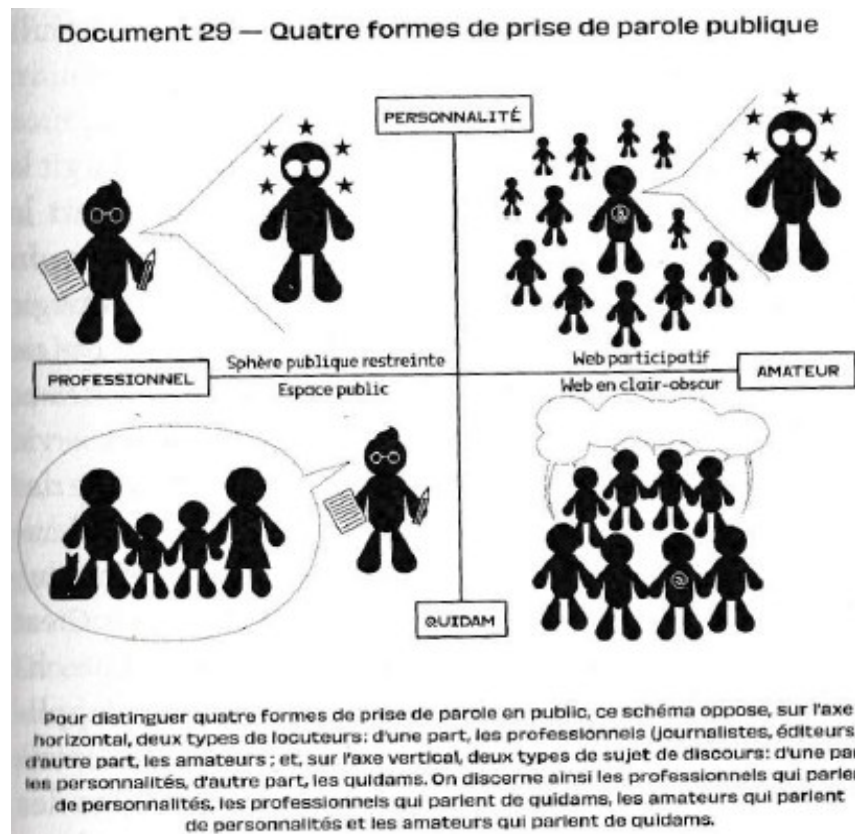 Document 29 — Quatre formes de prise de parole publique
PERSONNALITÉ
Sphère publique restreinte
Web participatif
PROFESSIONNEL
AMATEUR
Espace public
Web en clair-obscur
QUIDAM
Pour distinguer quatre formes de prise de parole en public, ce schéma oppose, sur l'axe
horizontal, deux types de locuteurs: d'une part, les professionnels (journalistes, éditeurs
d'autre part, les amateurs; et, sur l'axe vertical, deux types de sujet de discours: d'une par
les personnalités, d'autre part, les quidams. On discerne ainsi les professionnels qui parlen
de personnalités, les professionnels qui parlent de quidams, les amateurs qui parlent
de personnalités et les amateurs qui parlent de quidams.